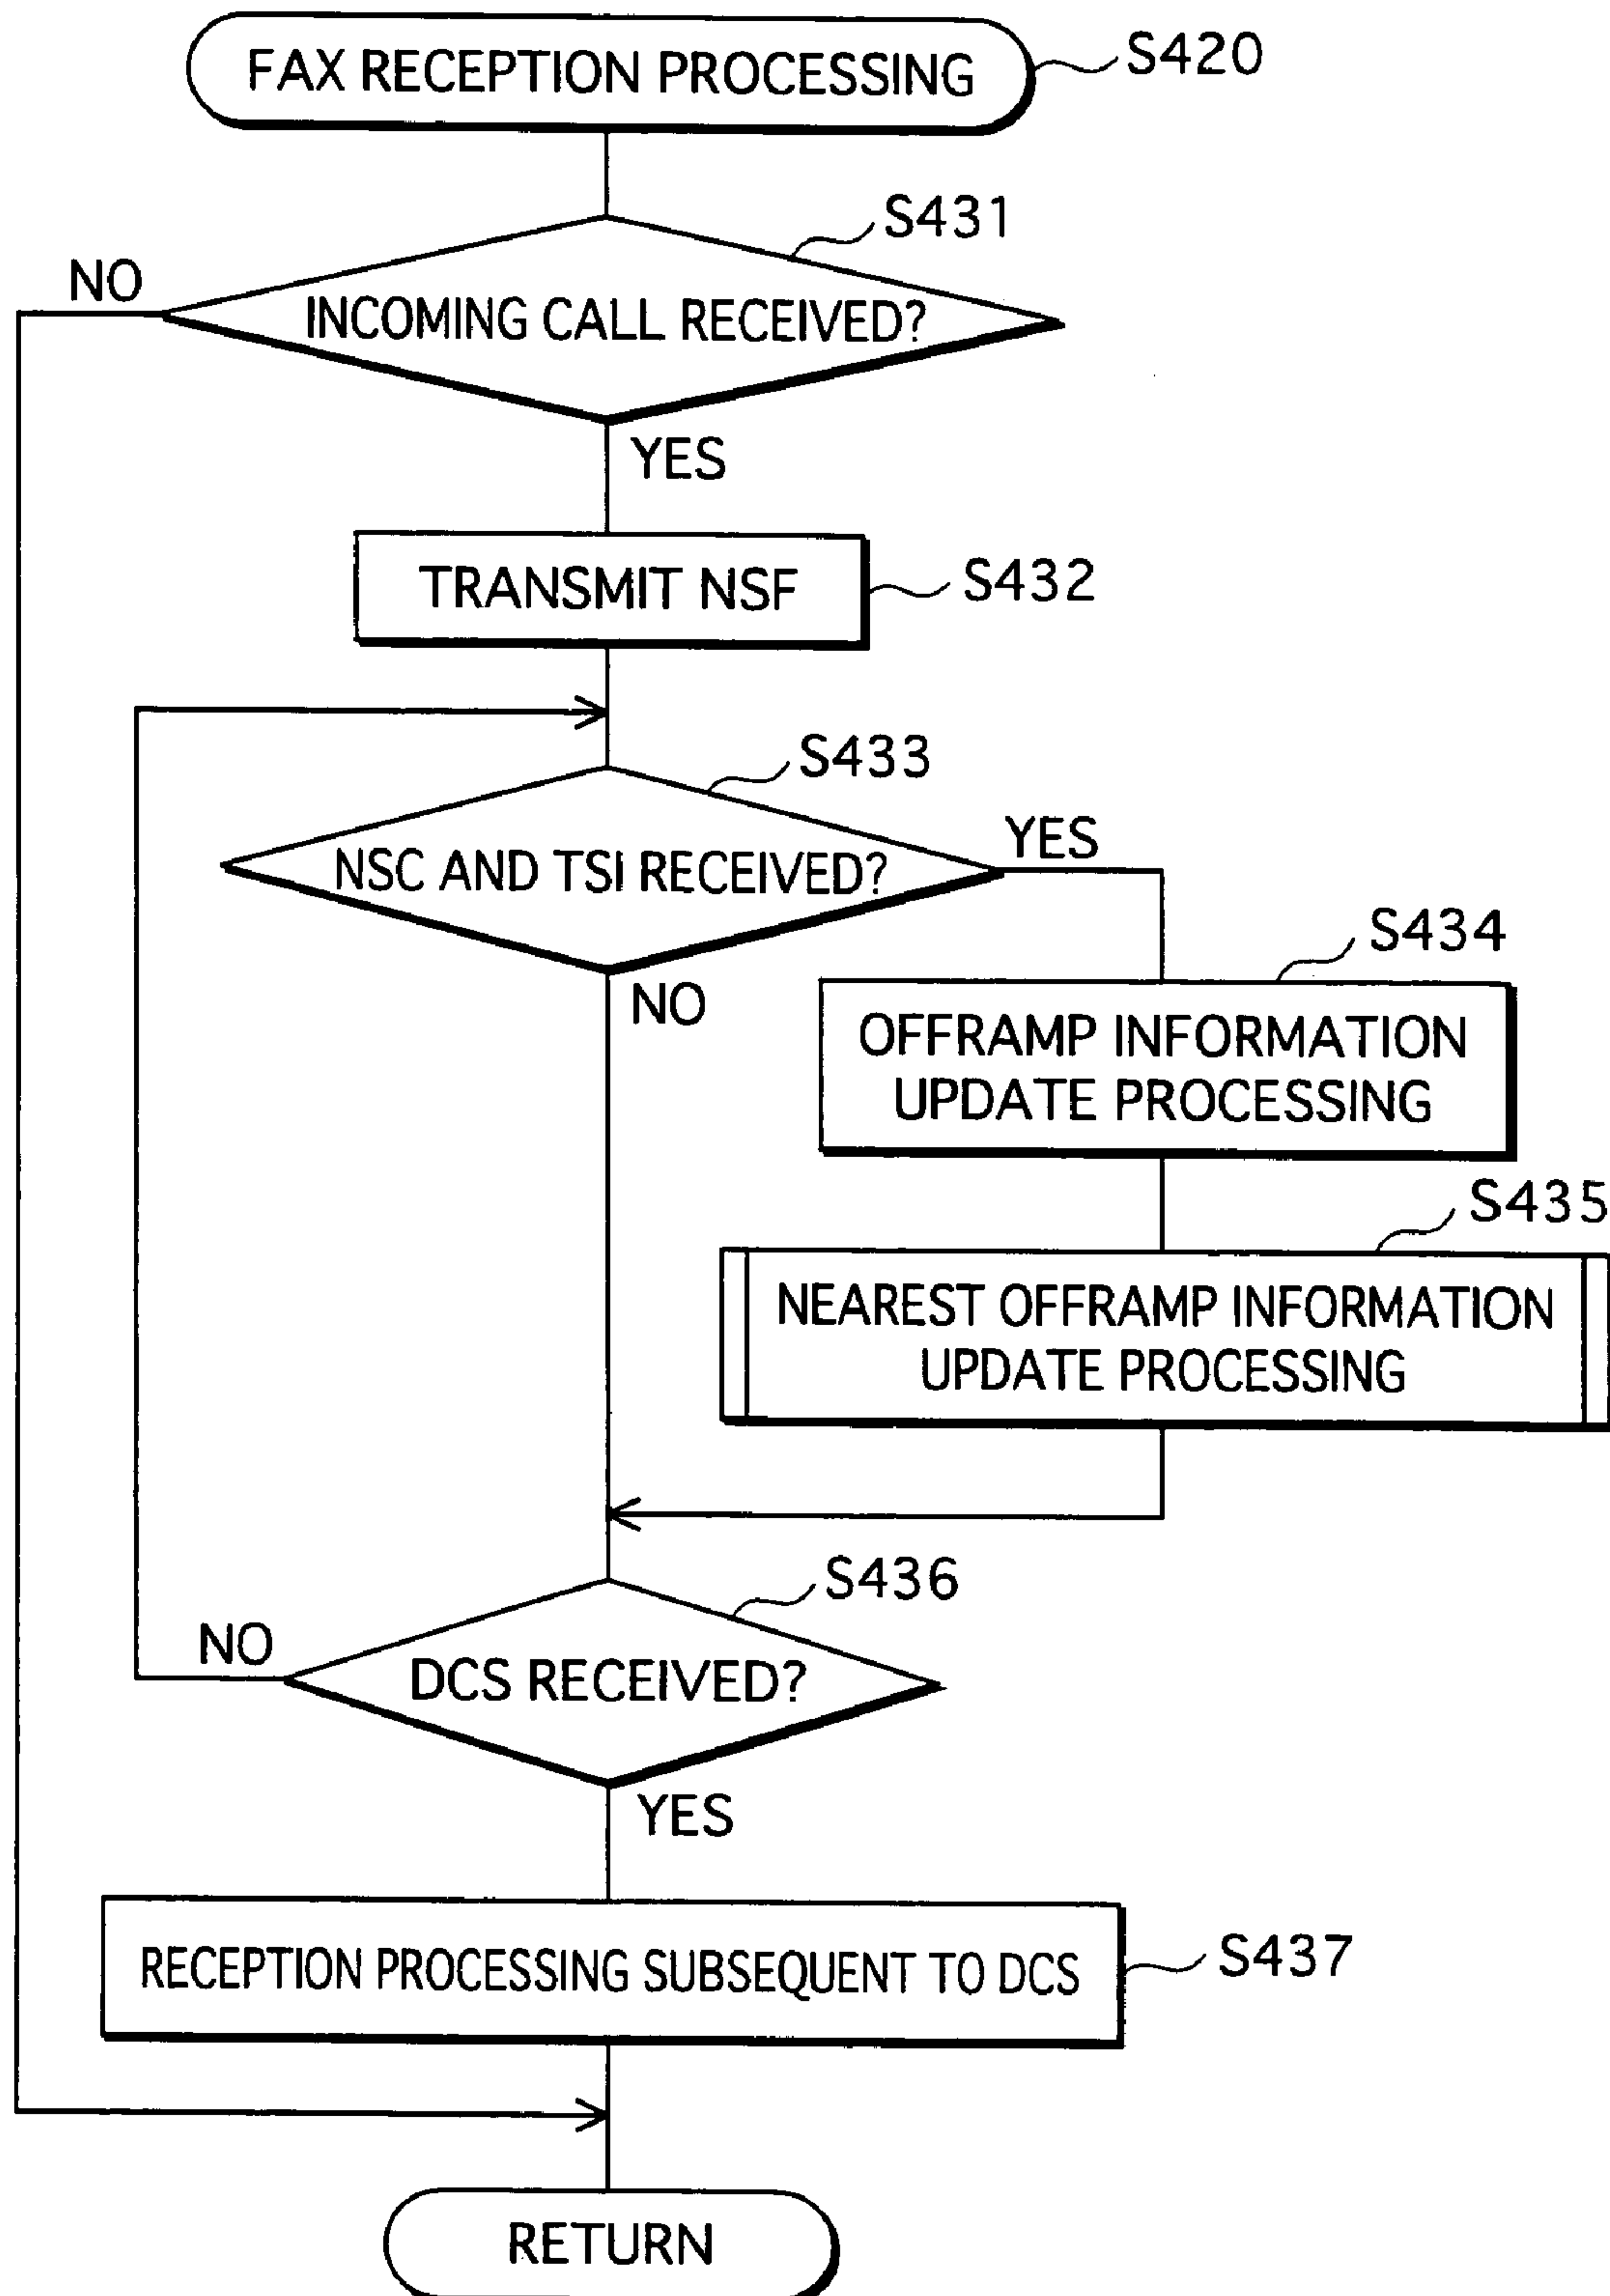 FAX RECEPTION PROCESSING
S420
S431
NO
INCOMING CALL RECEIVED?
YES
TRANSMIT NSF
S432
S433
NSC AND TSI RECEIVED?
YES
NO
S434
OFFRAMP INFORMATION
UPDATE PROCESSING
S435
NEAREST OFFRAMP INFORMATION
UPDATE PROCESSING
S436
NO
DCS RECEIVED?
YES
RECEPTION PROCESSING SUBSEQUENT TO DCS
S437
RETURN